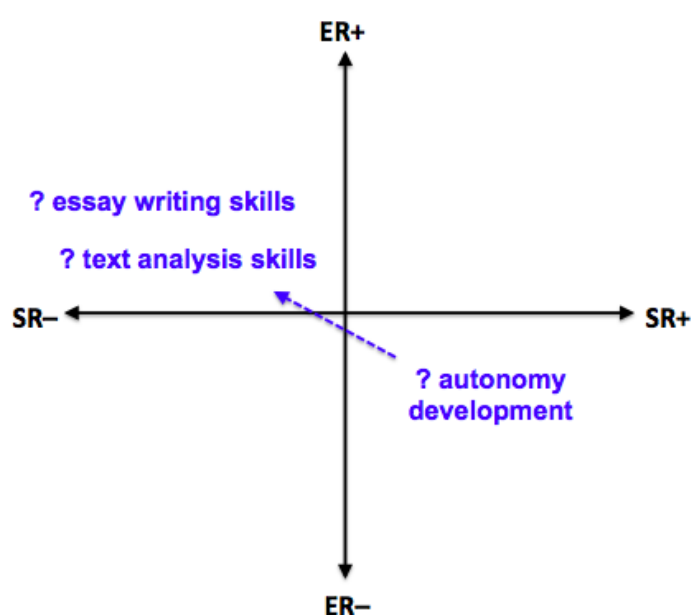 ER+
? essay writing skills
? text analysis skills
SR–
SR+
? autonomy
development
ER–